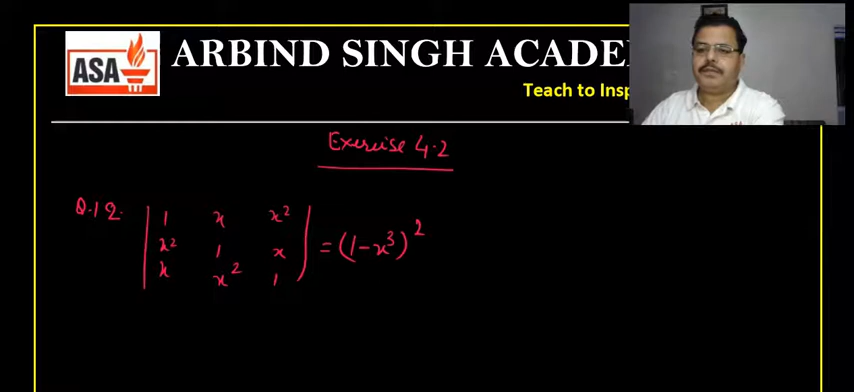 ASA
ARBIND SINGH ACADE
Teach to Insp
Exercise 4.2
Q.12.
1 x x²
x² 1 x = (1-x³)²
x x² 1